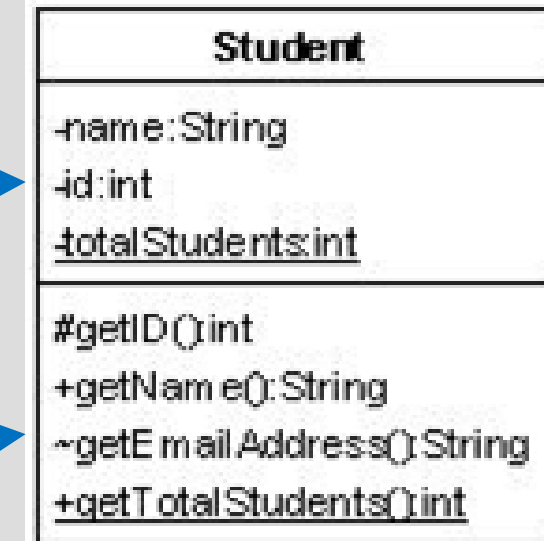 Student
-name:String
-id:int
-totalStudents:int
#getID():int
+getName():String
~getEmailAddress():String
+getTotalStudents():int